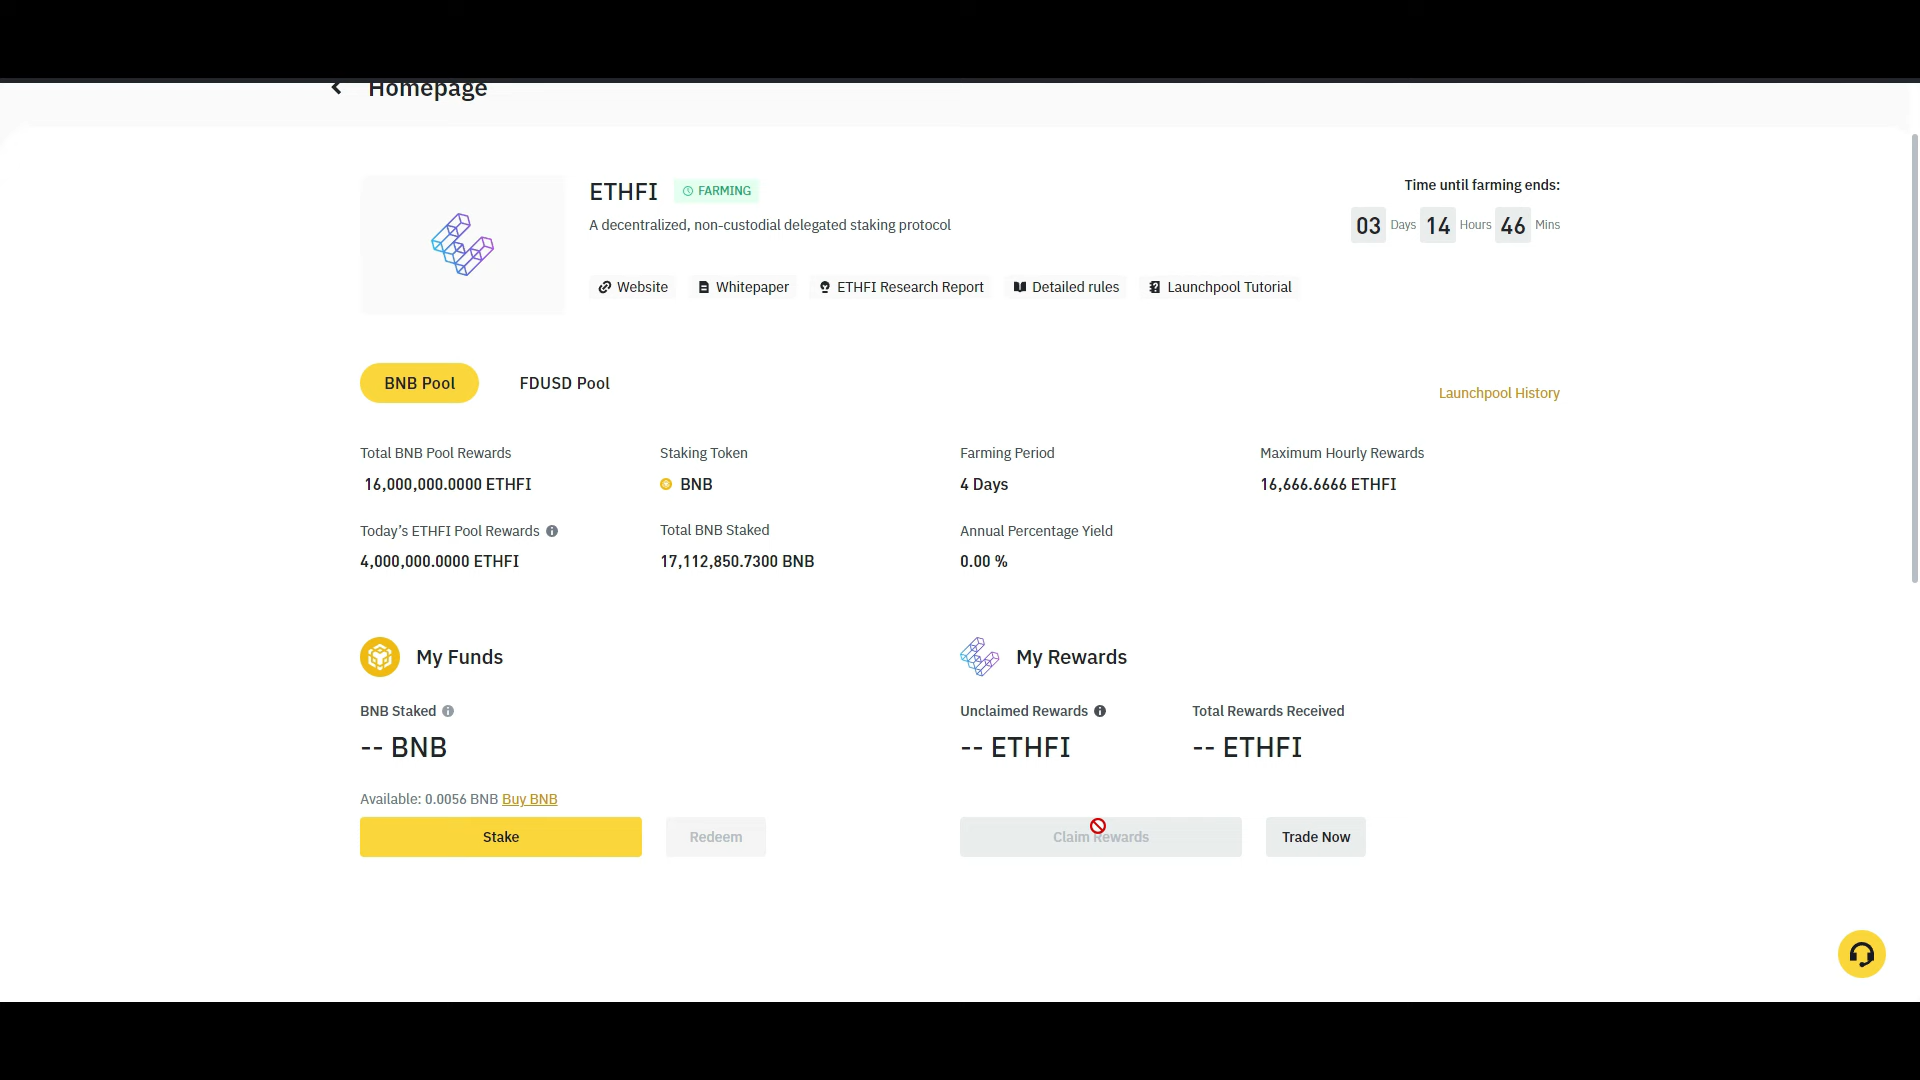 Homepage
ETHFI
FARMING
A decentralized, non-custodial delegated staking protocol
Time until farming ends:
03 Days 14 Hours 46 Mins
Website
Whitepaper
ETHFI Research Report
Detailed rules
Launchpool Tutorial
BNB Pool
FDUSD Pool
Launchpool History
Total BNB Pool Rewards
16,000,000.0000 ETHFI
Staking Token
BNB
Farming Period
4 Days
Maximum Hourly Rewards
16,666.6666 ETHFI
Today’s ETHFI Pool Rewards
4,000,000.0000 ETHFI
Total BNB Staked
17,112,850.7300 BNB
Annual Percentage Yield
0.00 %
My Funds
BNB Staked
-- BNB
Available: 0.0056 BNB Buy BNB
Stake
Redeem
My Rewards
Unclaimed Rewards
-- ETHFI
Total Rewards Received
-- ETHFI
Claim Rewards
Trade Now